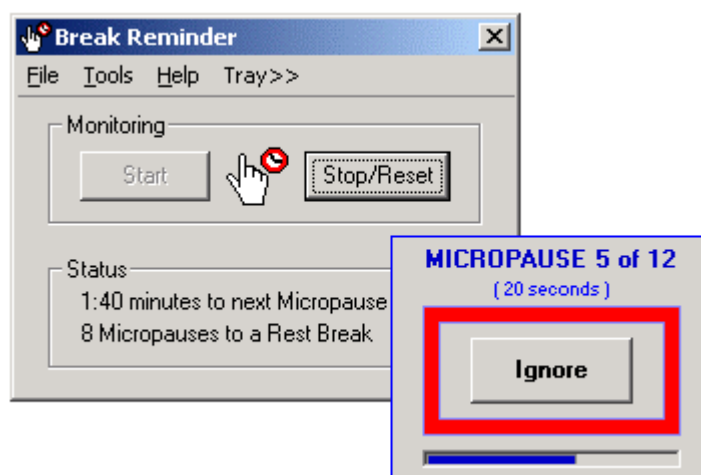 Break Reminder
File Tools Help Tray>>
Monitoring
Start Stop/Reset
Status
1:40 minutes to next Micropause
8 Micropauses to a Rest Break
MICROPAUSE 5 of 12
( 20 seconds )
Ignore